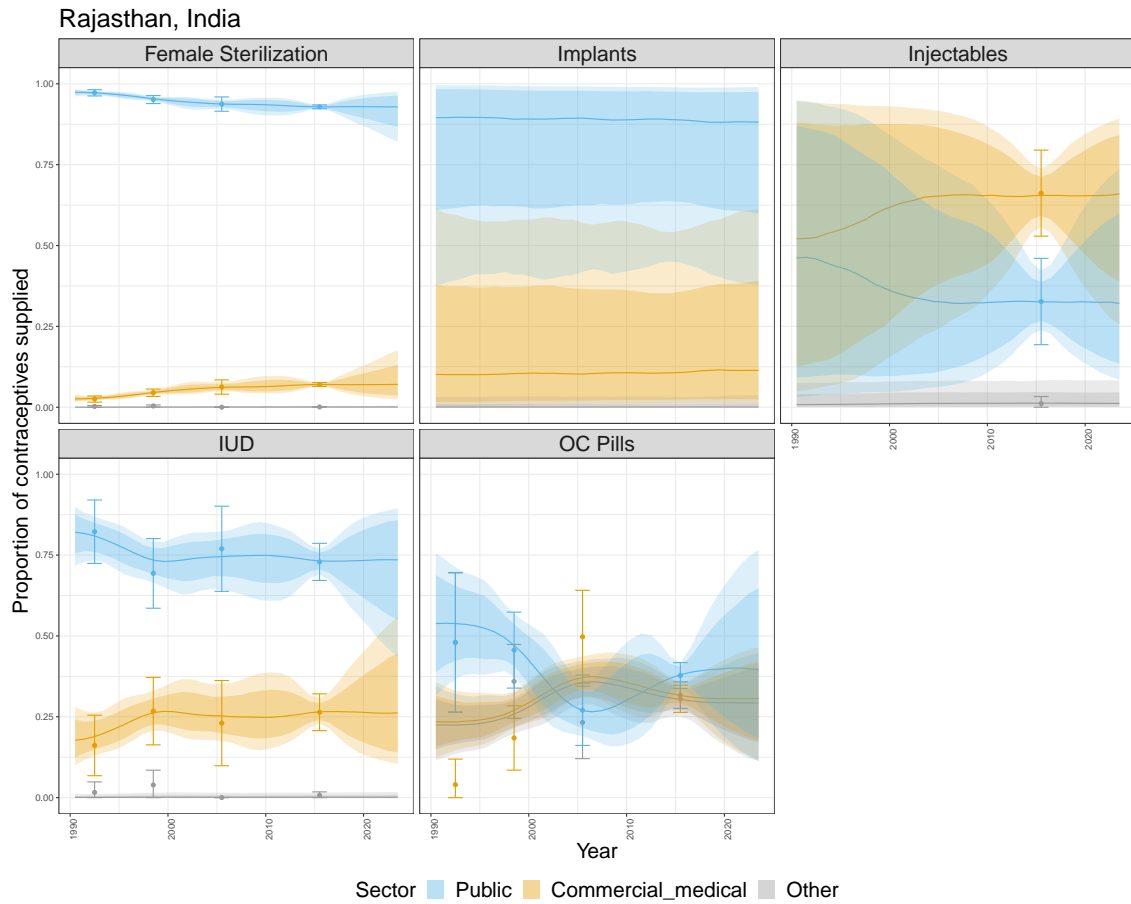 Rajasthan, India
Female Sterilization
Implants
Injectables
1.00
0.75
0.50
0.25
0.00
1990
2000
2010
2020
IUD
OC Pills
1.00
0.75
0.50
0.25
0.00
1990
2000
2010
2020
1990
2000
2010
2020
Proportion of contraceptives supplied
Year
Sector Public Commercial_medical Other